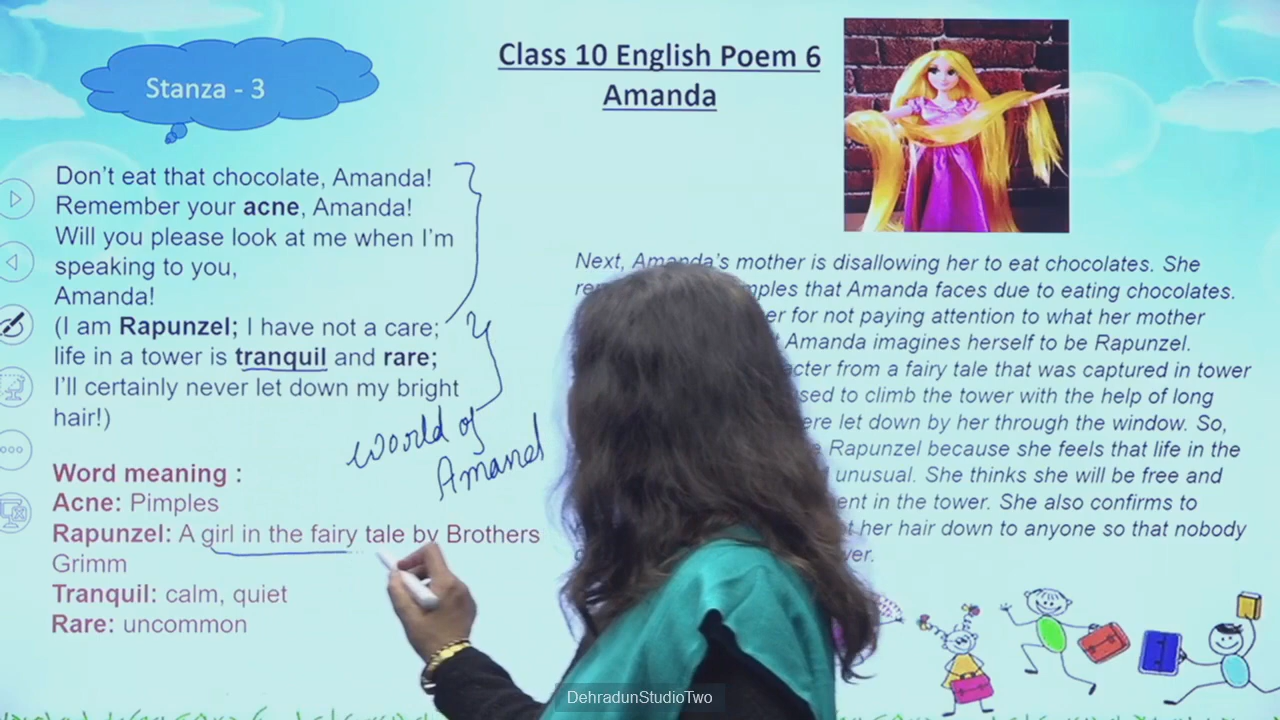 Class 10 English Poem 6
Amanda
Stanza - 3
Don't eat that chocolate, Amanda!
Remember your acne, Amanda!
Will you please look at me when I'm
speaking to you,
Amanda!
(I am Rapunzel; I have not a care;
life in a tower is tranquil and rare;
I'll certainly never let down my bright
hair!)
world of
Amand
Word meaning :
Acne: Pimples
Rapunzel: A girl in the fairy tale by Brothers
Grimm
Tranquil: calm, quiet
Rare: uncommon
Next, Amanda's mother is disallowing her to eat chocolates. She
that Amanda faces due to eating chocolates.
for not paying attention to what her mother
Amanda imagines herself to be Rapunzel.
from a fairy tale that was captured in tower
to climb the tower with the help of long
let down by her through the window. So,
Rapunzel because she feels that life in the
unusual. She thinks she will be free and
in the tower. She also confirms to
her hair down to anyone so that nobody
DehradunStudioTwo